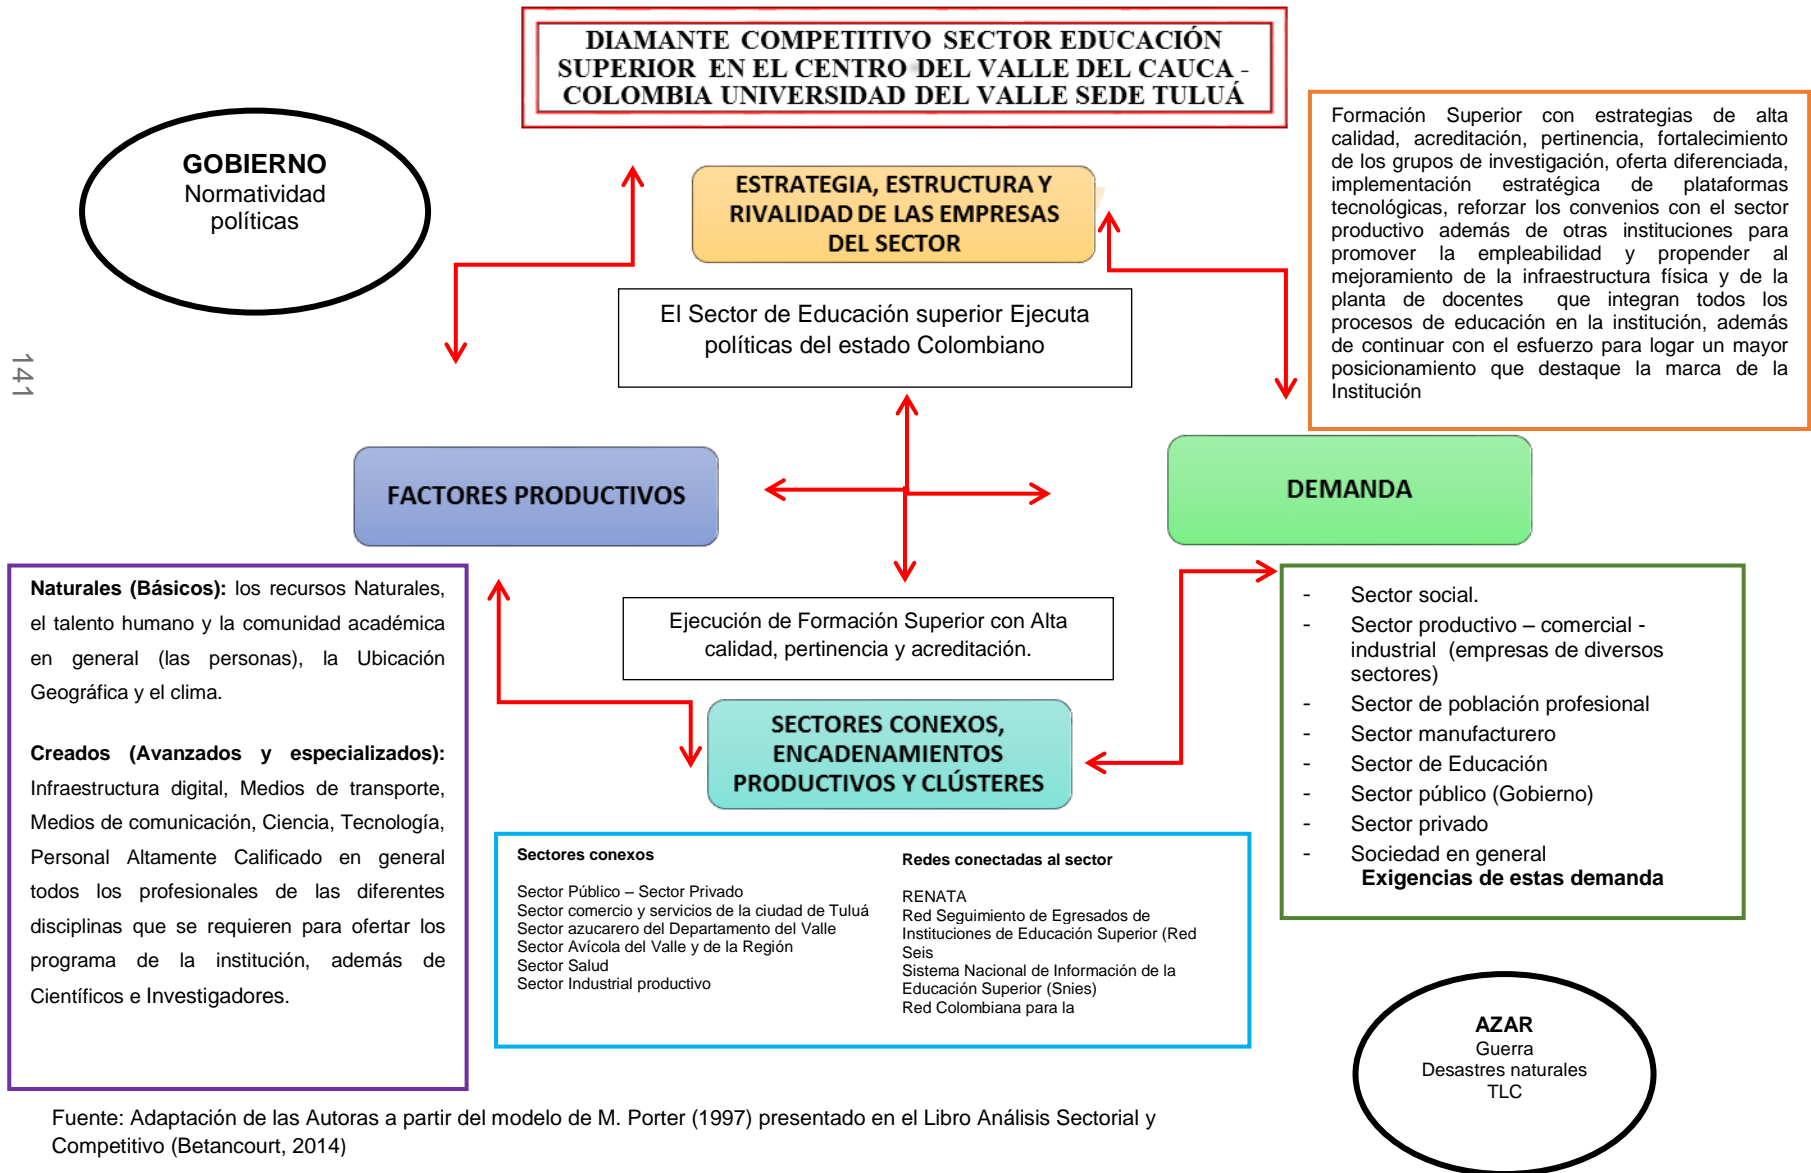 DIAMANTE COMPETITIVO SECTOR EDUCACIÓN
SUPERIOR EN EL CENTRO DEL VALLE DEL CAUCA -
COLOMBIA UNIVERSIDAD DEL VALLE SEDE TULUÁ
GOBIERNO
Normatividad
políticas
ESTRATEGIA, ESTRUCTURA Y
RIVALIDAD DE LAS EMPRESAS
DEL SECTOR
Formación Superior con estrategias de alta
calidad, acreditación, pertinencia, fortalecimiento
de los grupos de investigación, oferta diferenciada,
implementación estratégica de plataformas
tecnológicas, reforzar los convenios con el sector
productivo además de otras instituciones para
promover la empleabilidad y propender al
mejoramiento de la infraestructura física y de la
planta de docentes que integran todos los
procesos de educación en la institución, además
de continuar con el esfuerzo para logar un mayor
posicionamiento que destaque la marca de la
Institución
El Sector de Educación superior Ejecuta
políticas del estado Colombiano
141
FACTORES PRODUCTIVOS
DEMANDA
Naturales (Básicos): los recursos Naturales,
el talento humano y la comunidad académica
en general (las personas), la Ubicación
Geográfica y el clima.
Creados (Avanzados y especializados):
Infraestructura digital, Medios de transporte,
Medios de comunicación, Ciencia, Tecnología,
Personal Altamente Calificado en general
todos los profesionales de las diferentes
disciplinas que se requieren para ofertar los
programa de la institución, además de
Científicos e Investigadores.
Ejecución de Formación Superior con Alta
calidad, pertinencia y acreditación.
SECTORES CONEXOS,
ENCADENAMIENTOS
PRODUCTIVOS Y CLÚSTERES
- Sector social.
- Sector productivo – comercial -
industrial (empresas de diversos
sectores)
- Sector de población profesional
- Sector manufacturero
- Sector de Educación
- Sector público (Gobierno)
- Sector privado
- Sociedad en general
Exigencias de estas demanda
Sectores conexos
Sector Público – Sector Privado
Sector comercio y servicios de la ciudad de Tuluá
Sector azucarero del Departamento del Valle
Sector Avícola del Valle y de la Región
Sector Salud
Sector Industrial productivo
Redes conectadas al sector
RENATA
Red Seguimiento de Egresados de
Instituciones de Educación Superior (Red
Seis
Sistema Nacional de Información de la
Educación Superior (Snies)
Red Colombiana para la
AZAR
Guerra
Desastres naturales
TLC
Fuente: Adaptación de las Autoras a partir del modelo de M. Porter (1997) presentado en el Libro Análisis Sectorial y
Competitivo (Betancourt, 2014)